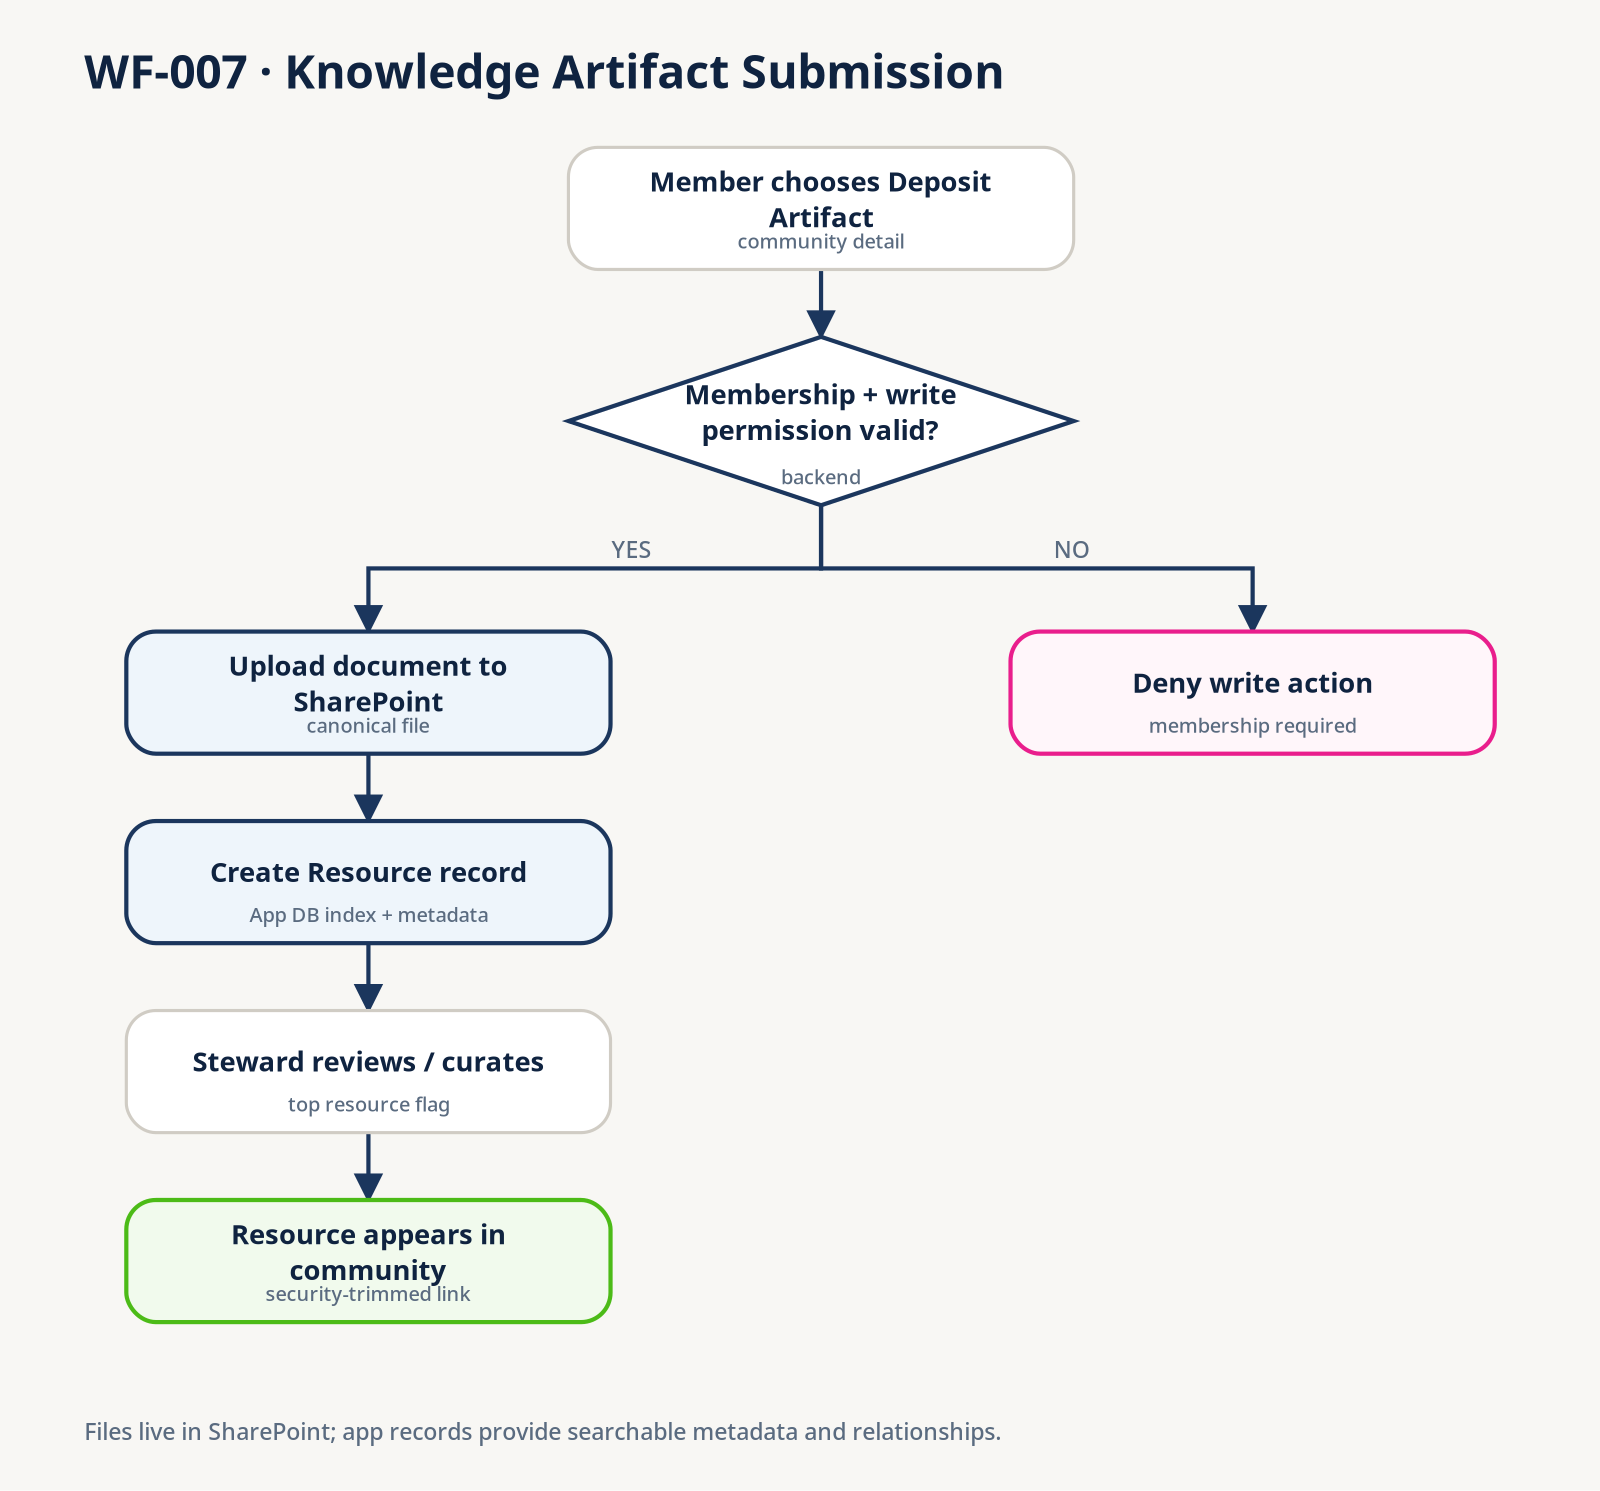 WF-007 · Knowledge Artifact Submission
Member chooses Deposit
Artifact
community detail
Membership + write
permission valid?
backend
YES
NO
Upload document to
SharePoint
canonical file
Deny write action
membership required
Create Resource record
App DB index + metadata
Steward reviews / curates
top resource flag
Resource appears in
community
security-trimmed link
Files live in SharePoint; app records provide searchable metadata and relationships.